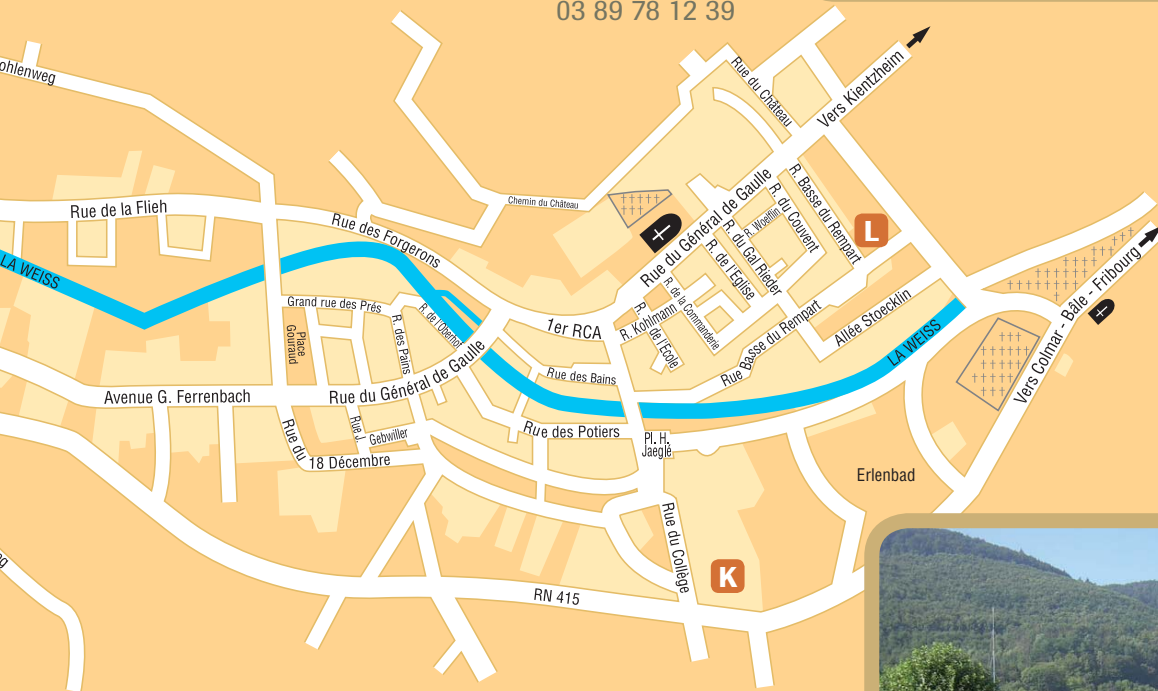 03 89 78 12 39
Rue du Château
Vers Kientzheim
Rue de la Flieh
Chemin du Château
Rue des Forgerons
Rue du Général de Gaulle
R. Basse du Rempart
R. du Couvent
R. Woelflin
R. du Gal Rieder
R. de l'Eglise
L
LA WEISS
Grand rue des Prés
R. de l'Obernof
Place
Gouraud
R. des Pains
1er RCA
R. Kohlmann
R. de la Commanderie
R.
de l'Ecole
Rue Basse du Rempart
Allée Stoecklin
LA WEISS
Vers Colmar - Bâle - Fribourg
Avenue G. Ferrenbach
Rue du Général de Gaulle
Rue des Bains
Rue J.
Gebwiller
Rue du
18 Décembre
Rue des Potiers
Pl. H.
Jaeglé
Erlenbad
Rue du Collège
K
RN 415